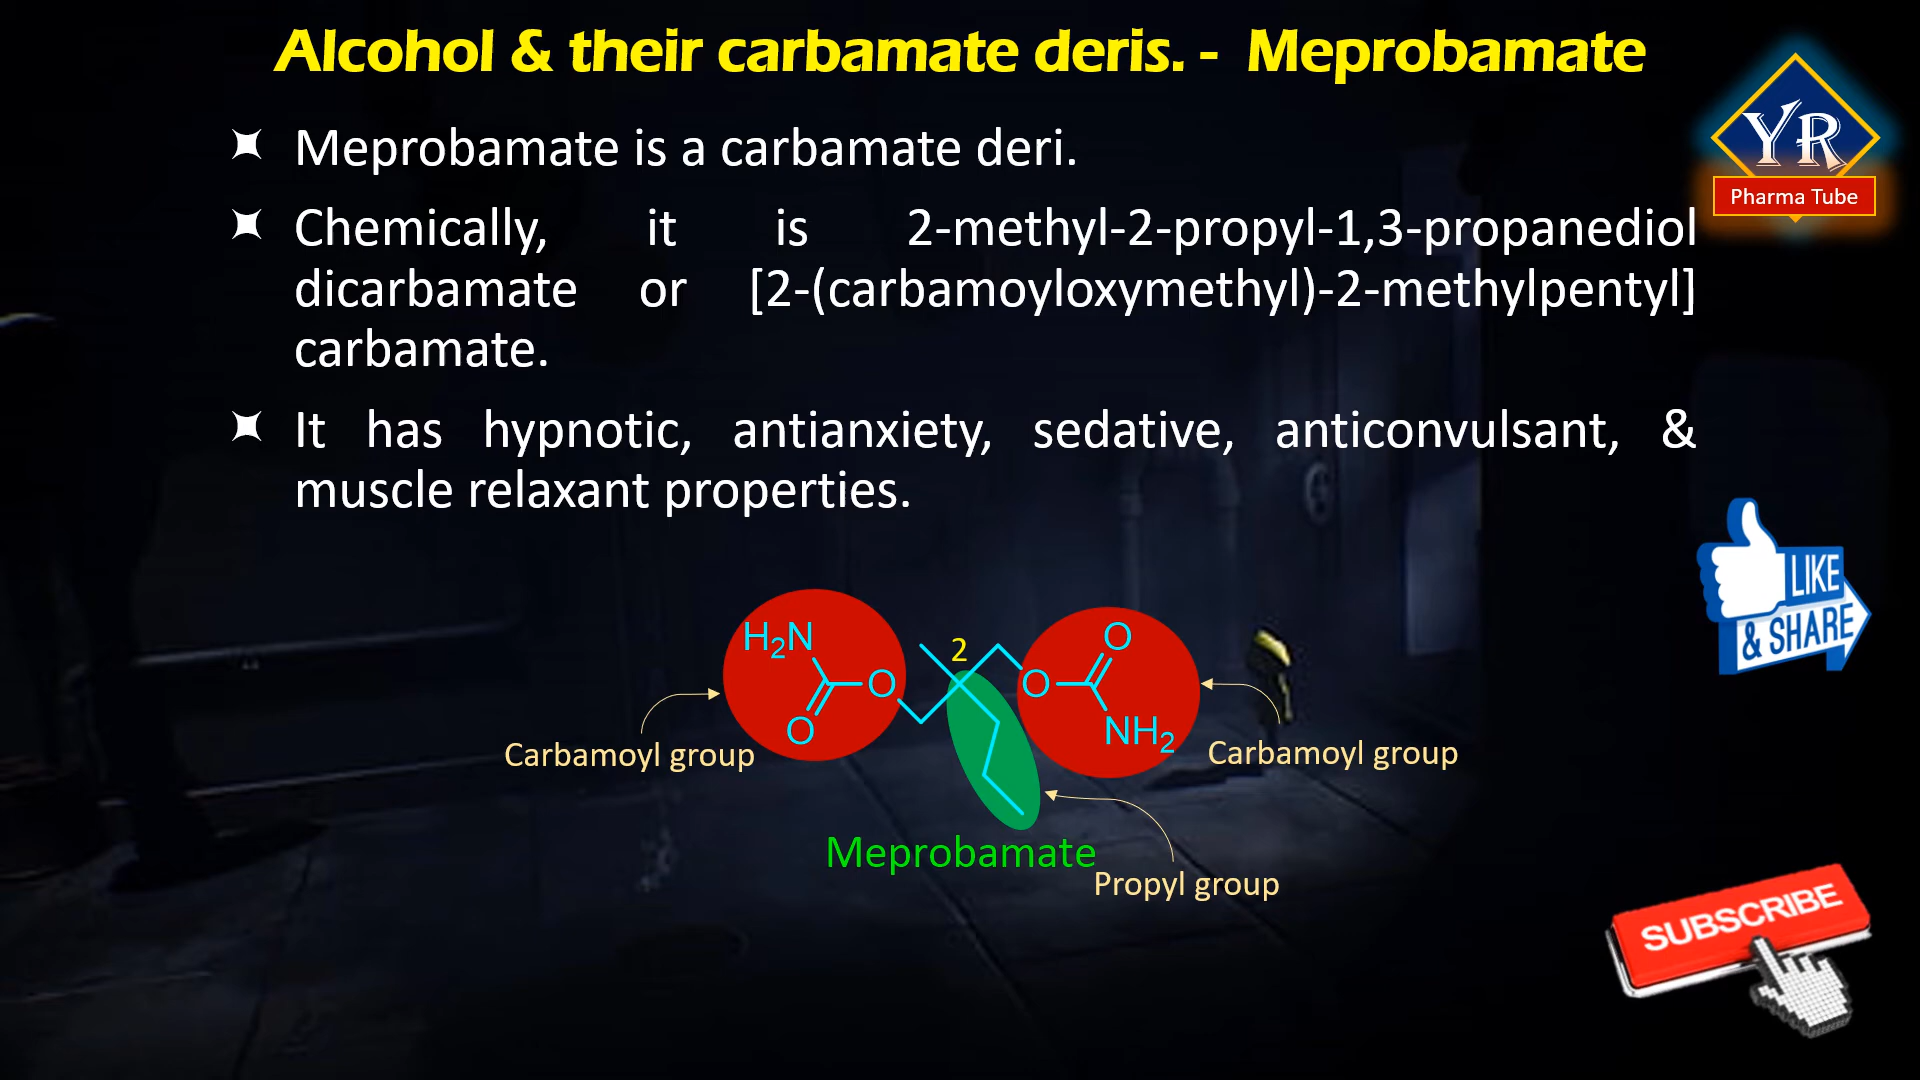 Alcohol & their carbamate deris. - Meprobamate
YR
Pharma Tube
Meprobamate is a carbamate deri.
Chemically, it is 2-methyl-2-propyl-1,3-propanediol
dicarbamate or [2-(carbamoyloxymethyl)-2-methylpentyl]
carbamate.
It has hypnotic, antianxiety, sedative, anticonvulsant, &
muscle relaxant properties.
LIKE
& SHARE
H₂N
2
O
O
O
O
NH₂
Carbamoyl group
Carbamoyl group
Meprobamate
Propyl group
SUBSCRIBE